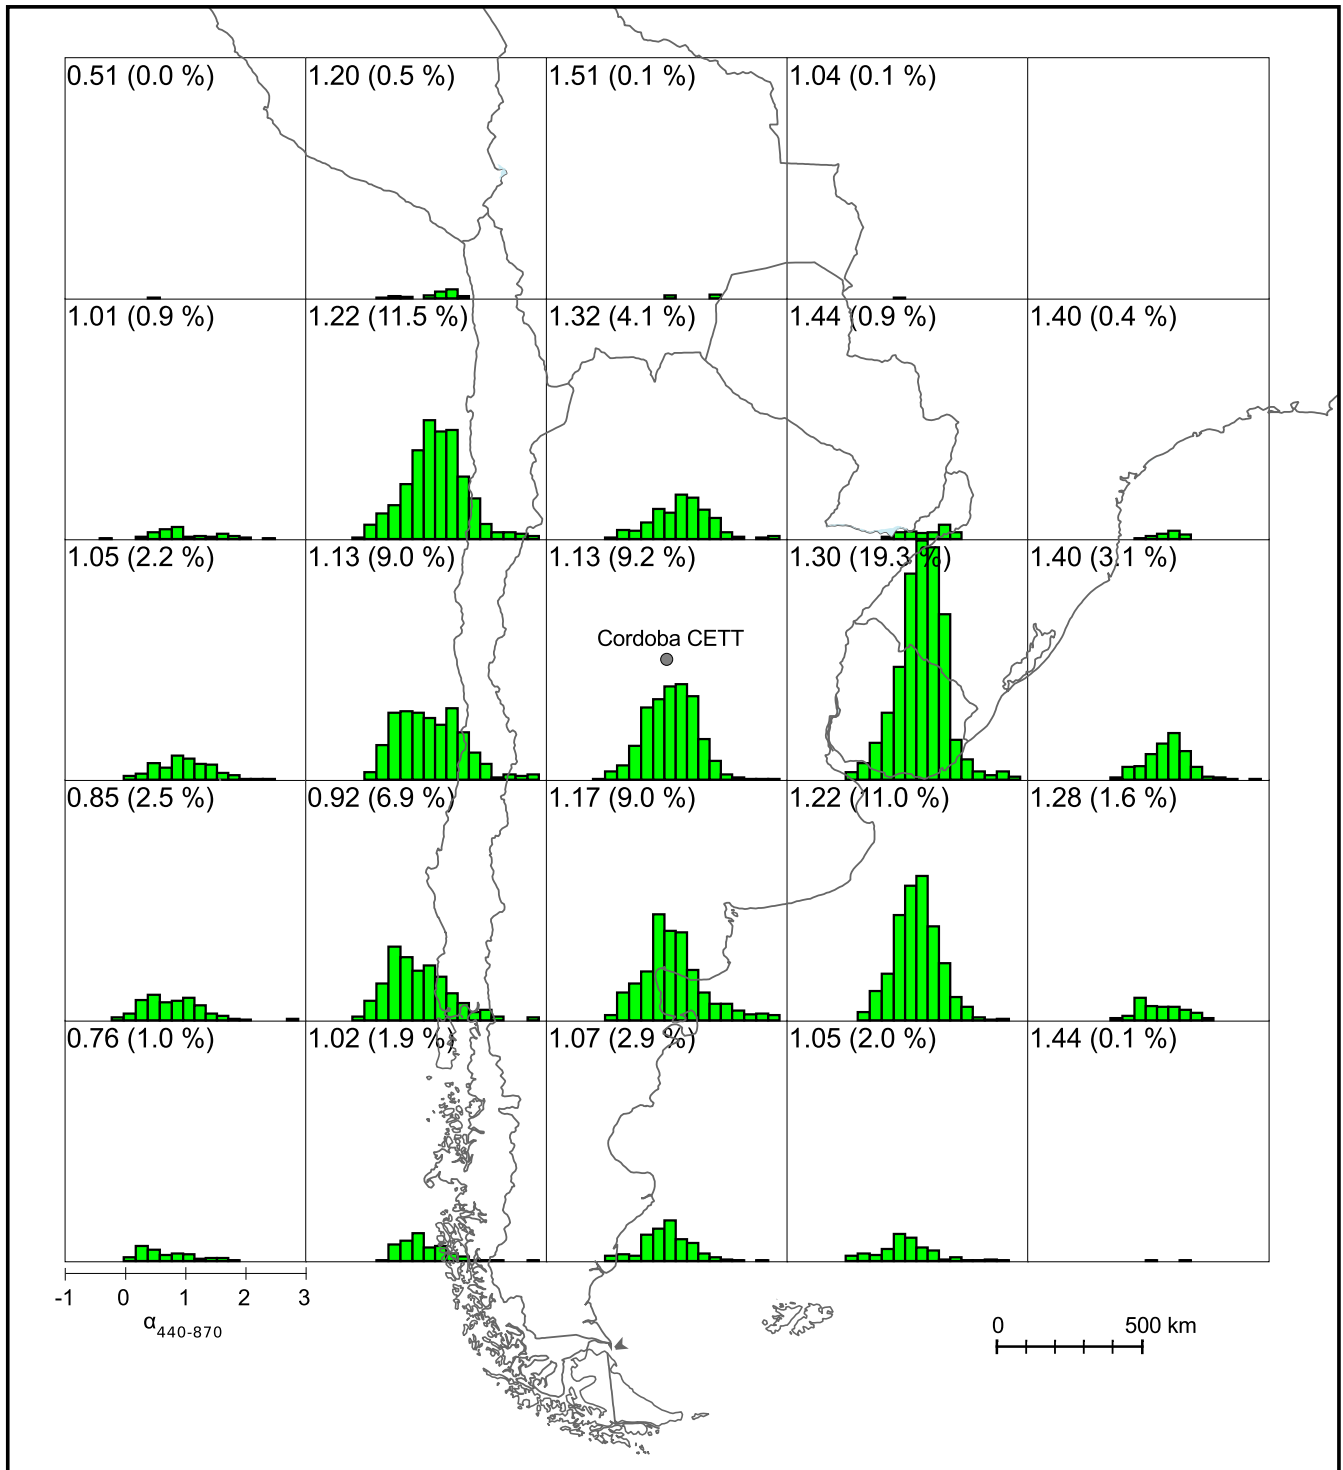 0.51 (0.0 %) 1.20 (0.5 %) 1.51 (0.1 %) 1.04 (0.1 %)
1.01 (0.9 %) 1.22 (11.5 %) 1.32 (4.1 %) 1.44 (0.9 %) 1.40 (0.4 %)
1.05 (2.2 %) 1.13 (9.0 %) 1.13 (9.2 %) 1.30 (19.3 %) 1.40 (3.1 %)
Cordoba CETT
0.85 (2.5 %) 0.92 (6.9 %) 1.17 (9.0 %) 1.22 (11.0 %) 1.28 (1.6 %)
0.76 (1.0 %) 1.02 (1.9 %) 1.07 (2.9 %) 1.05 (2.0 %) 1.44 (0.1 %)
-1 0 1 2 3
α440-870
0 500 km